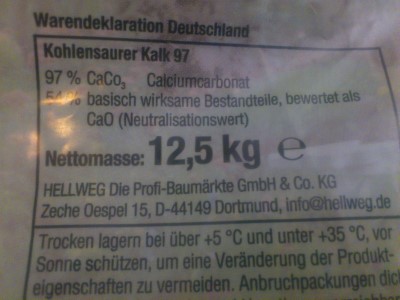 Warendeklaration Deutschland
Kohlensaurer Kalk 97
97 % CaCo₃ Calciumcarbonat
54 % basisch wirksame Bestandteile, bewertet als
CaO (Neutralisationswert)
Nettomasse: 12,5 kg ℮
HELLWEG Die Profi-Baumärkte GmbH & Co. KG
Zeche Oespel 15, D-44149 Dortmund, info@hellweg.de
Trocken lagern bei über +5 °C und unter +35 °C, vor
Sonne schützen, um eine Veränderung der Produkt-
eigenschaften zu vermeiden. Anbruchpackungen dich